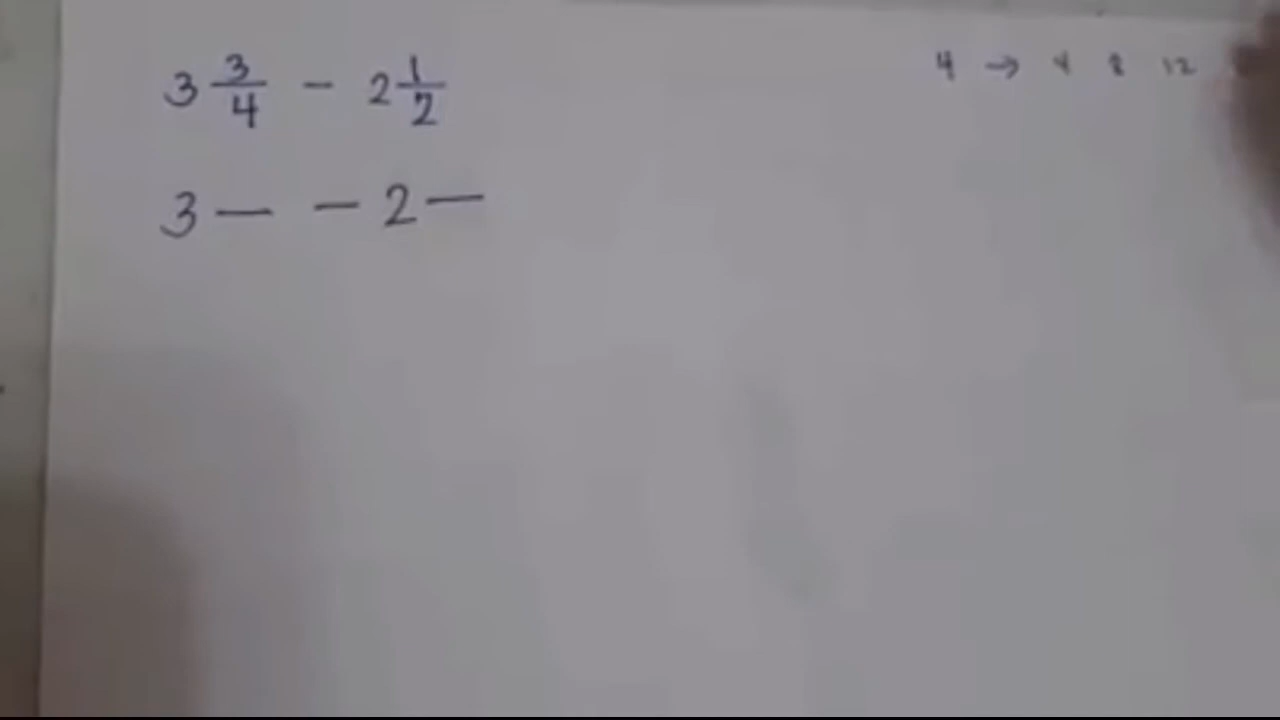 3 3/4 - 2 1/2
4 → 4 8 12
3 — - 2 —